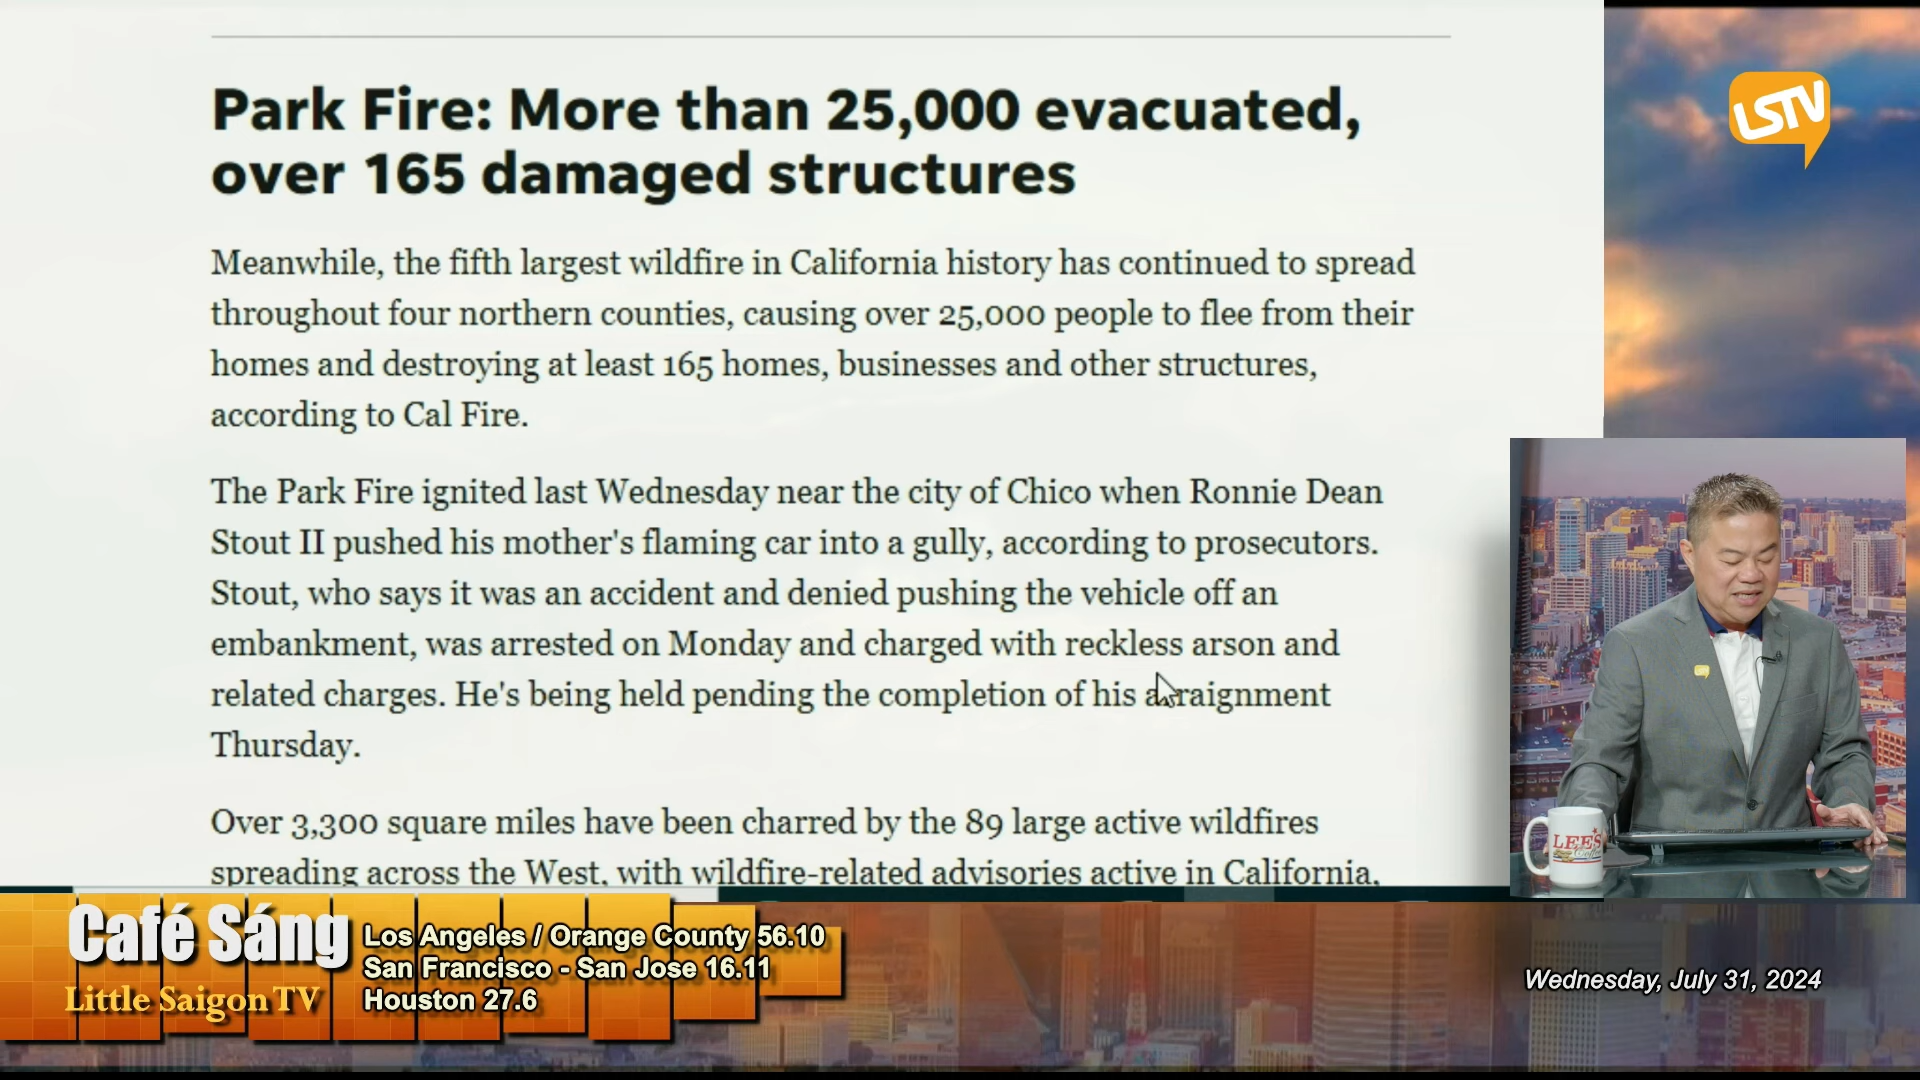 Park Fire: More than 25,000 evacuated,
over 165 damaged structures
Meanwhile, the fifth largest wildfire in California history has continued to spread
throughout four northern counties, causing over 25,000 people to flee from their
homes and destroying at least 165 homes, businesses and other structures,
according to Cal Fire.
The Park Fire ignited last Wednesday near the city of Chico when Ronnie Dean
Stout II pushed his mother's flaming car into a gully, according to prosecutors.
Stout, who says it was an accident and denied pushing the vehicle off an
embankment, was arrested on Monday and charged with reckless arson and
related charges. He's being held pending the completion of his arraignment
Thursday.
Over 3,300 square miles have been charred by the 89 large active wildfires
spreading across the West, with wildfire-related advisories active in California,
LSTV
LEE'S
Café Sáng
Little Saigon TV
Los Angeles / Orange County 56.10
San Francisco - San Jose 16.11
Houston 27.6
Wednesday, July 31, 2024